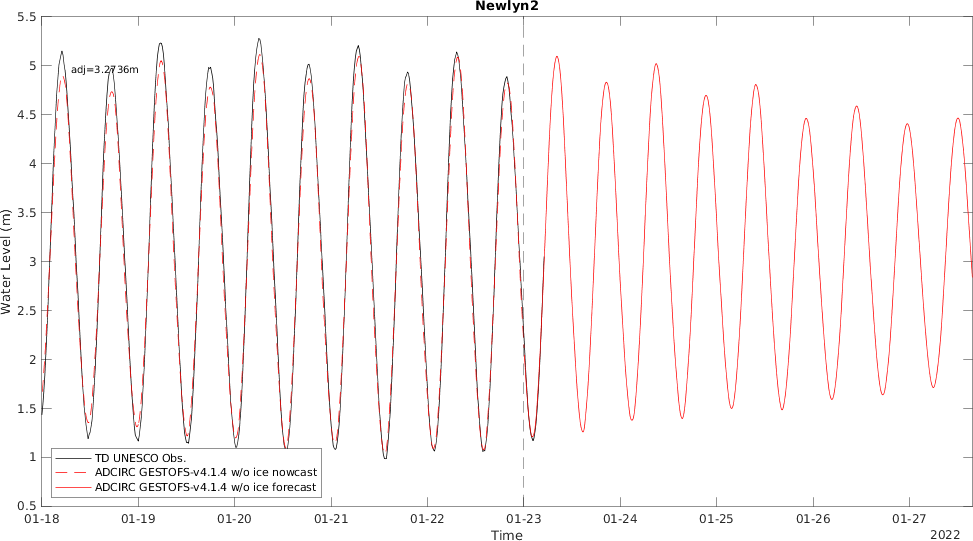 Newlyn2
5.5
5
4.5
4
3.5
3
2.5
2
1.5
1
0.5
Water Level (m)
adj=3.2736m
TD UNESCO Obs.
ADCIRC GESTOFS-v4.1.4 w/o ice nowcast
ADCIRC GESTOFS-v4.1.4 w/o ice forecast
01-18 01-19 01-20 01-21 01-22 01-23 01-24 01-25 01-26 01-27
Time
2022